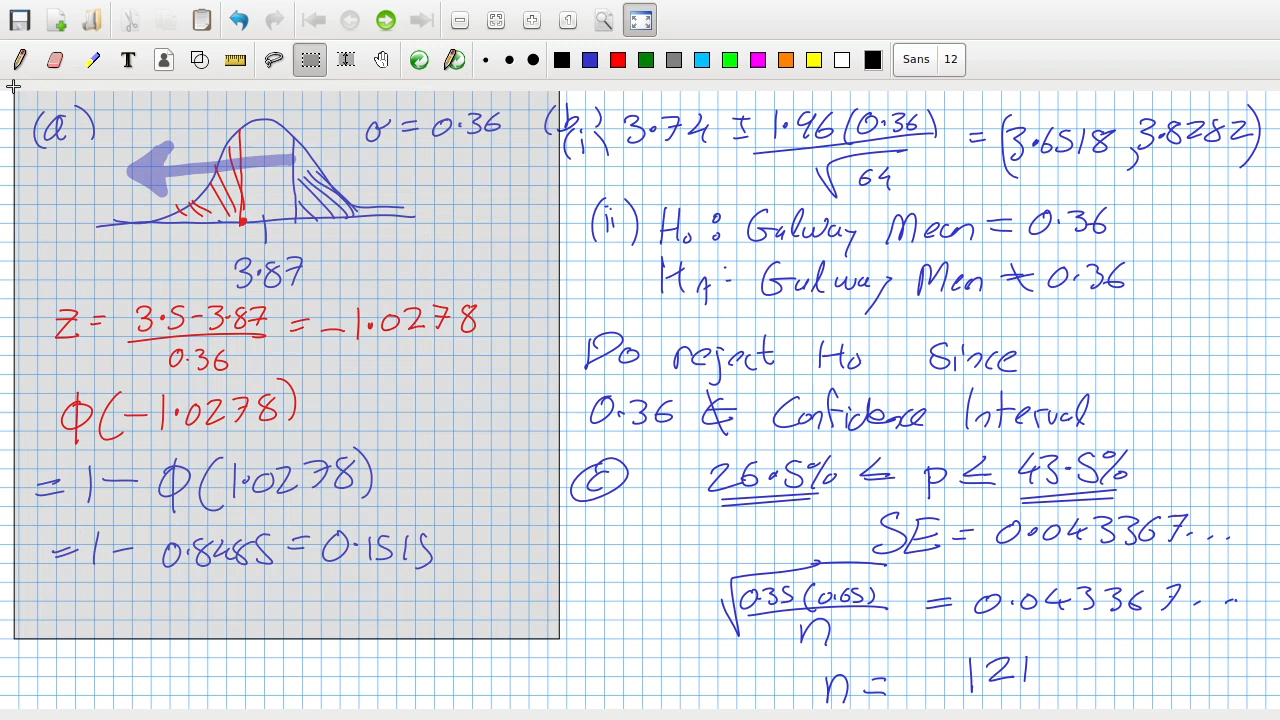 Sans 12
(a) σ = 0.36
3.87
Z = 3.5-3.87 / 0.36 = -1.0278
Φ(-1.0278)
= 1 - Φ(1.0278)
= 1 - 0.8485 = 0.1515
(b)
(i) 3.74 ± 1.96(0.36) / √64 = (3.6518, 3.8282)
(ii) H₀: Galway Mean = 0.36
H_A: Galway Men ≠ 0.36
Do reject H₀ Since
0.36 ∉ Confidence Interval
(c) 26.5% ≤ p ≤ 43.5%
SE = 0.043367...
√(0.35(0.65) / n) = 0.043367...
n = 121